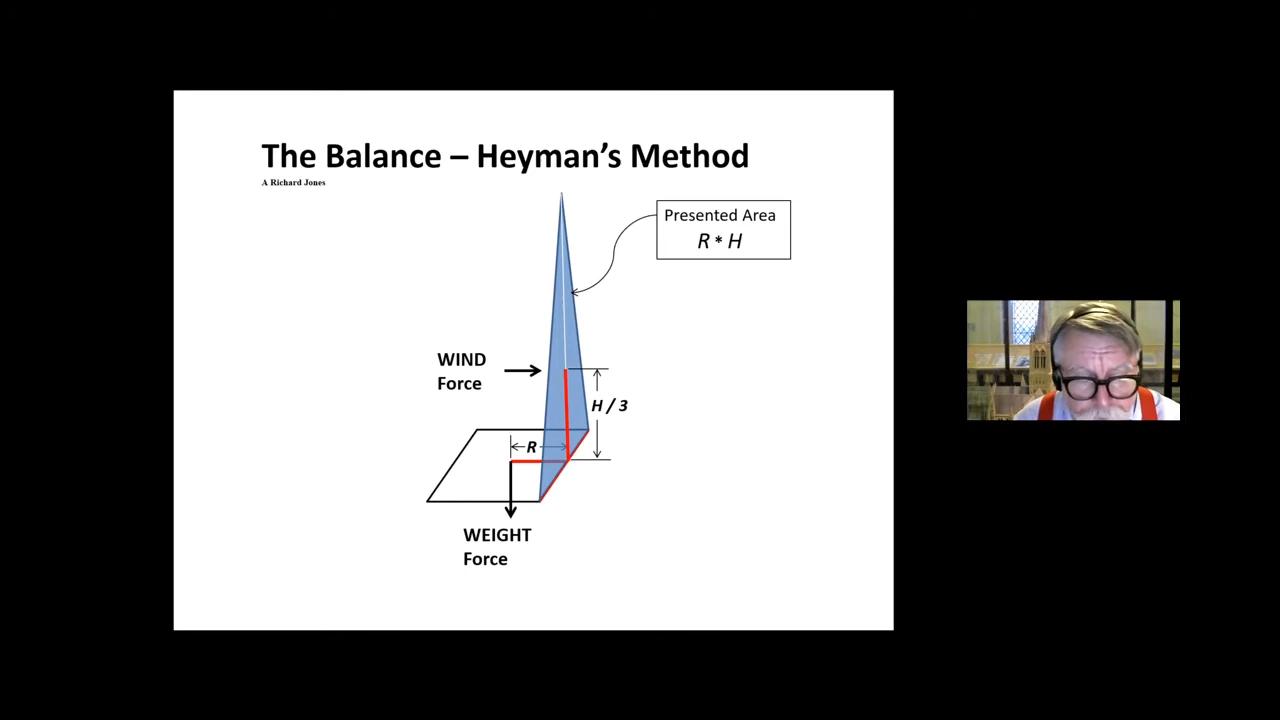 The Balance – Heyman's Method
A Richard Jones
Presented Area
R * H
WIND
Force
H / 3
R
WEIGHT
Force